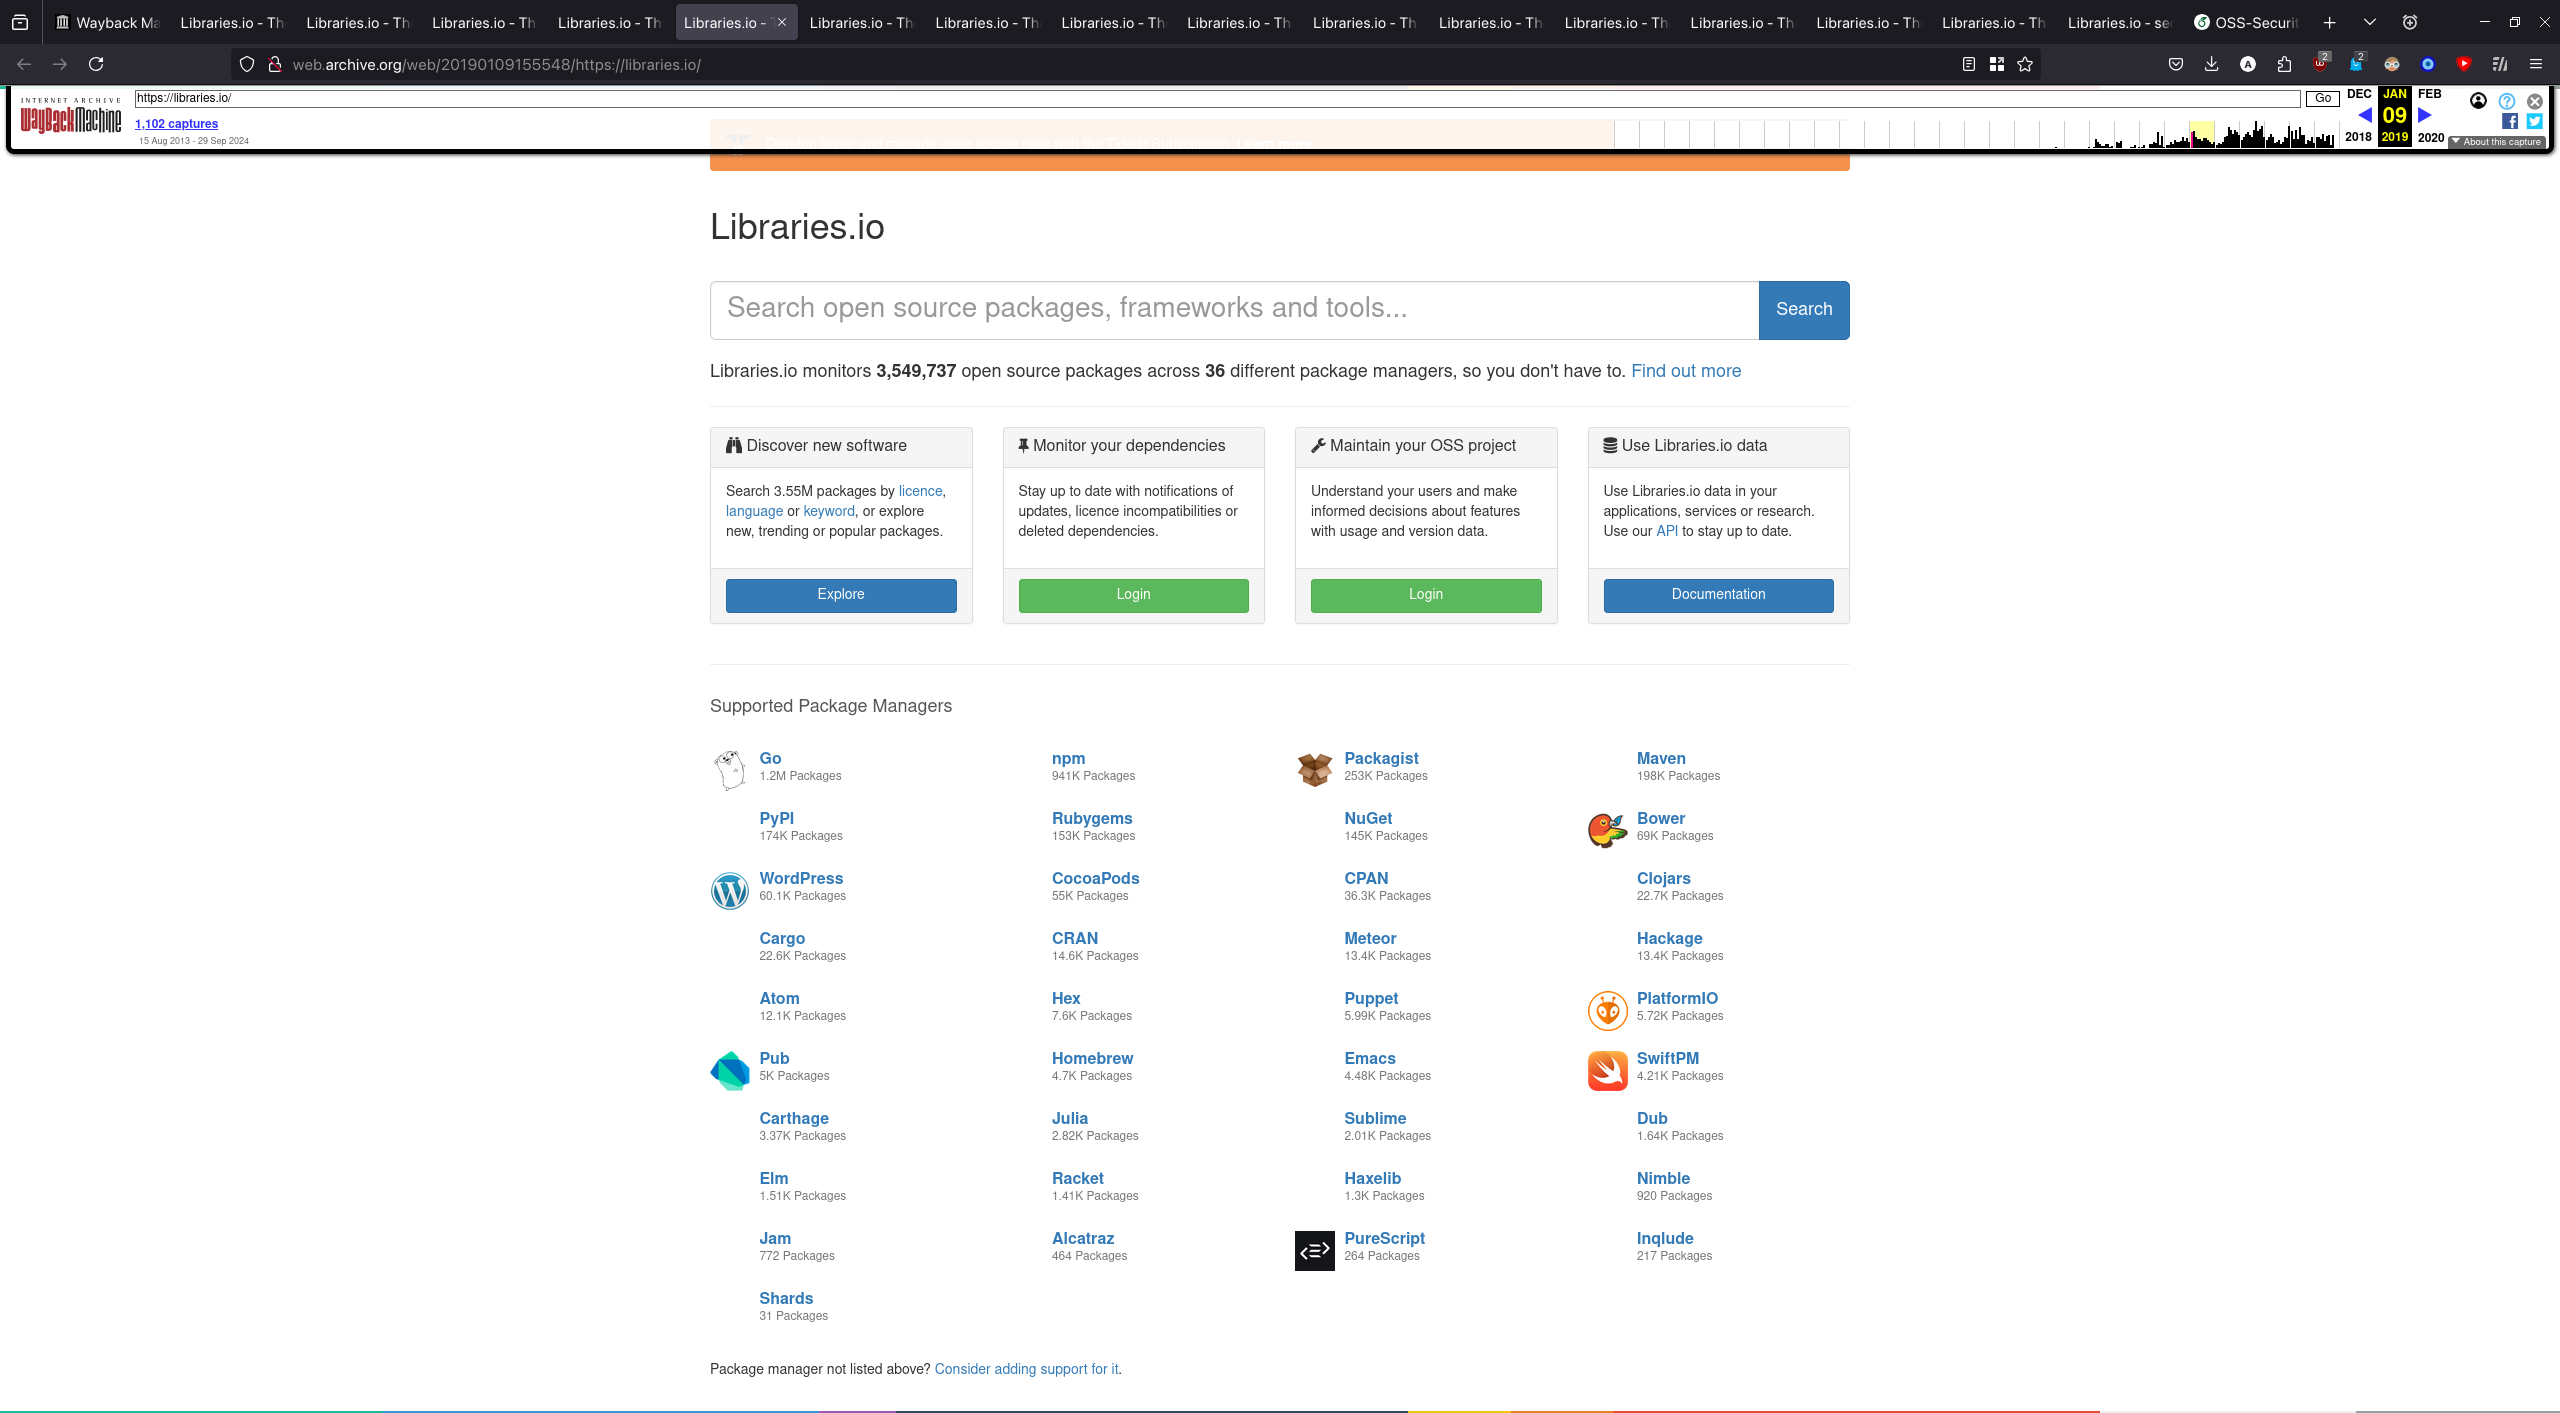 Wayback Ma
Libraries.io - Th
Libraries.io - Th
Libraries.io - Th
Libraries.io - Th
Libraries.io - T
Libraries.io - Th
Libraries.io - Th
Libraries.io - Th
Libraries.io - Th
Libraries.io - Th
Libraries.io - Th
Libraries.io - Th
Libraries.io - Th
Libraries.io - Th
Libraries.io - Th
Libraries.io - sec
OSS-Securit
web.archive.org/web/20190109155548/https://libraries.io/
2
2
INTERNET ARCHIVE
WayBackMachine
https://libraries.io/
Go
DEC JAN FEB
1,102 captures
09
15 Aug 2013 - 29 Sep 2024
2018 2019 2020
About this capture
Libraries.io
Search open source packages, frameworks and tools...
Search
Libraries.io monitors 3,549,737 open source packages across 36 different package managers, so you don't have to. Find out more
Discover new software
Search 3.55M packages by licence,
language or keyword, or explore
new, trending or popular packages.
Explore
Monitor your dependencies
Stay up to date with notifications of
updates, licence incompatibilities or
deleted dependencies.
Login
Maintain your OSS project
Understand your users and make
informed decisions about features
with usage and version data.
Login
Use Libraries.io data
Use Libraries.io data in your
applications, services or research.
Use our API to stay up to date.
Documentation
Supported Package Managers
Go
1.2M Packages
npm
941K Packages
Packagist
253K Packages
Maven
198K Packages
PyPI
174K Packages
Rubygems
153K Packages
NuGet
145K Packages
Bower
69K Packages
WordPress
60.1K Packages
CocoaPods
55K Packages
CPAN
36.3K Packages
Clojars
22.7K Packages
Cargo
22.6K Packages
CRAN
14.6K Packages
Meteor
13.4K Packages
Hackage
13.4K Packages
Atom
12.1K Packages
Hex
7.6K Packages
Puppet
5.99K Packages
PlatformIO
5.72K Packages
Pub
5K Packages
Homebrew
4.7K Packages
Emacs
4.48K Packages
SwiftPM
4.21K Packages
Carthage
3.37K Packages
Julia
2.82K Packages
Sublime
2.01K Packages
Dub
1.64K Packages
Elm
1.51K Packages
Racket
1.41K Packages
Haxelib
1.3K Packages
Nimble
920 Packages
Jam
772 Packages
Alcatraz
464 Packages
PureScript
264 Packages
Inqlude
217 Packages
Shards
31 Packages
Package manager not listed above? Consider adding support for it.